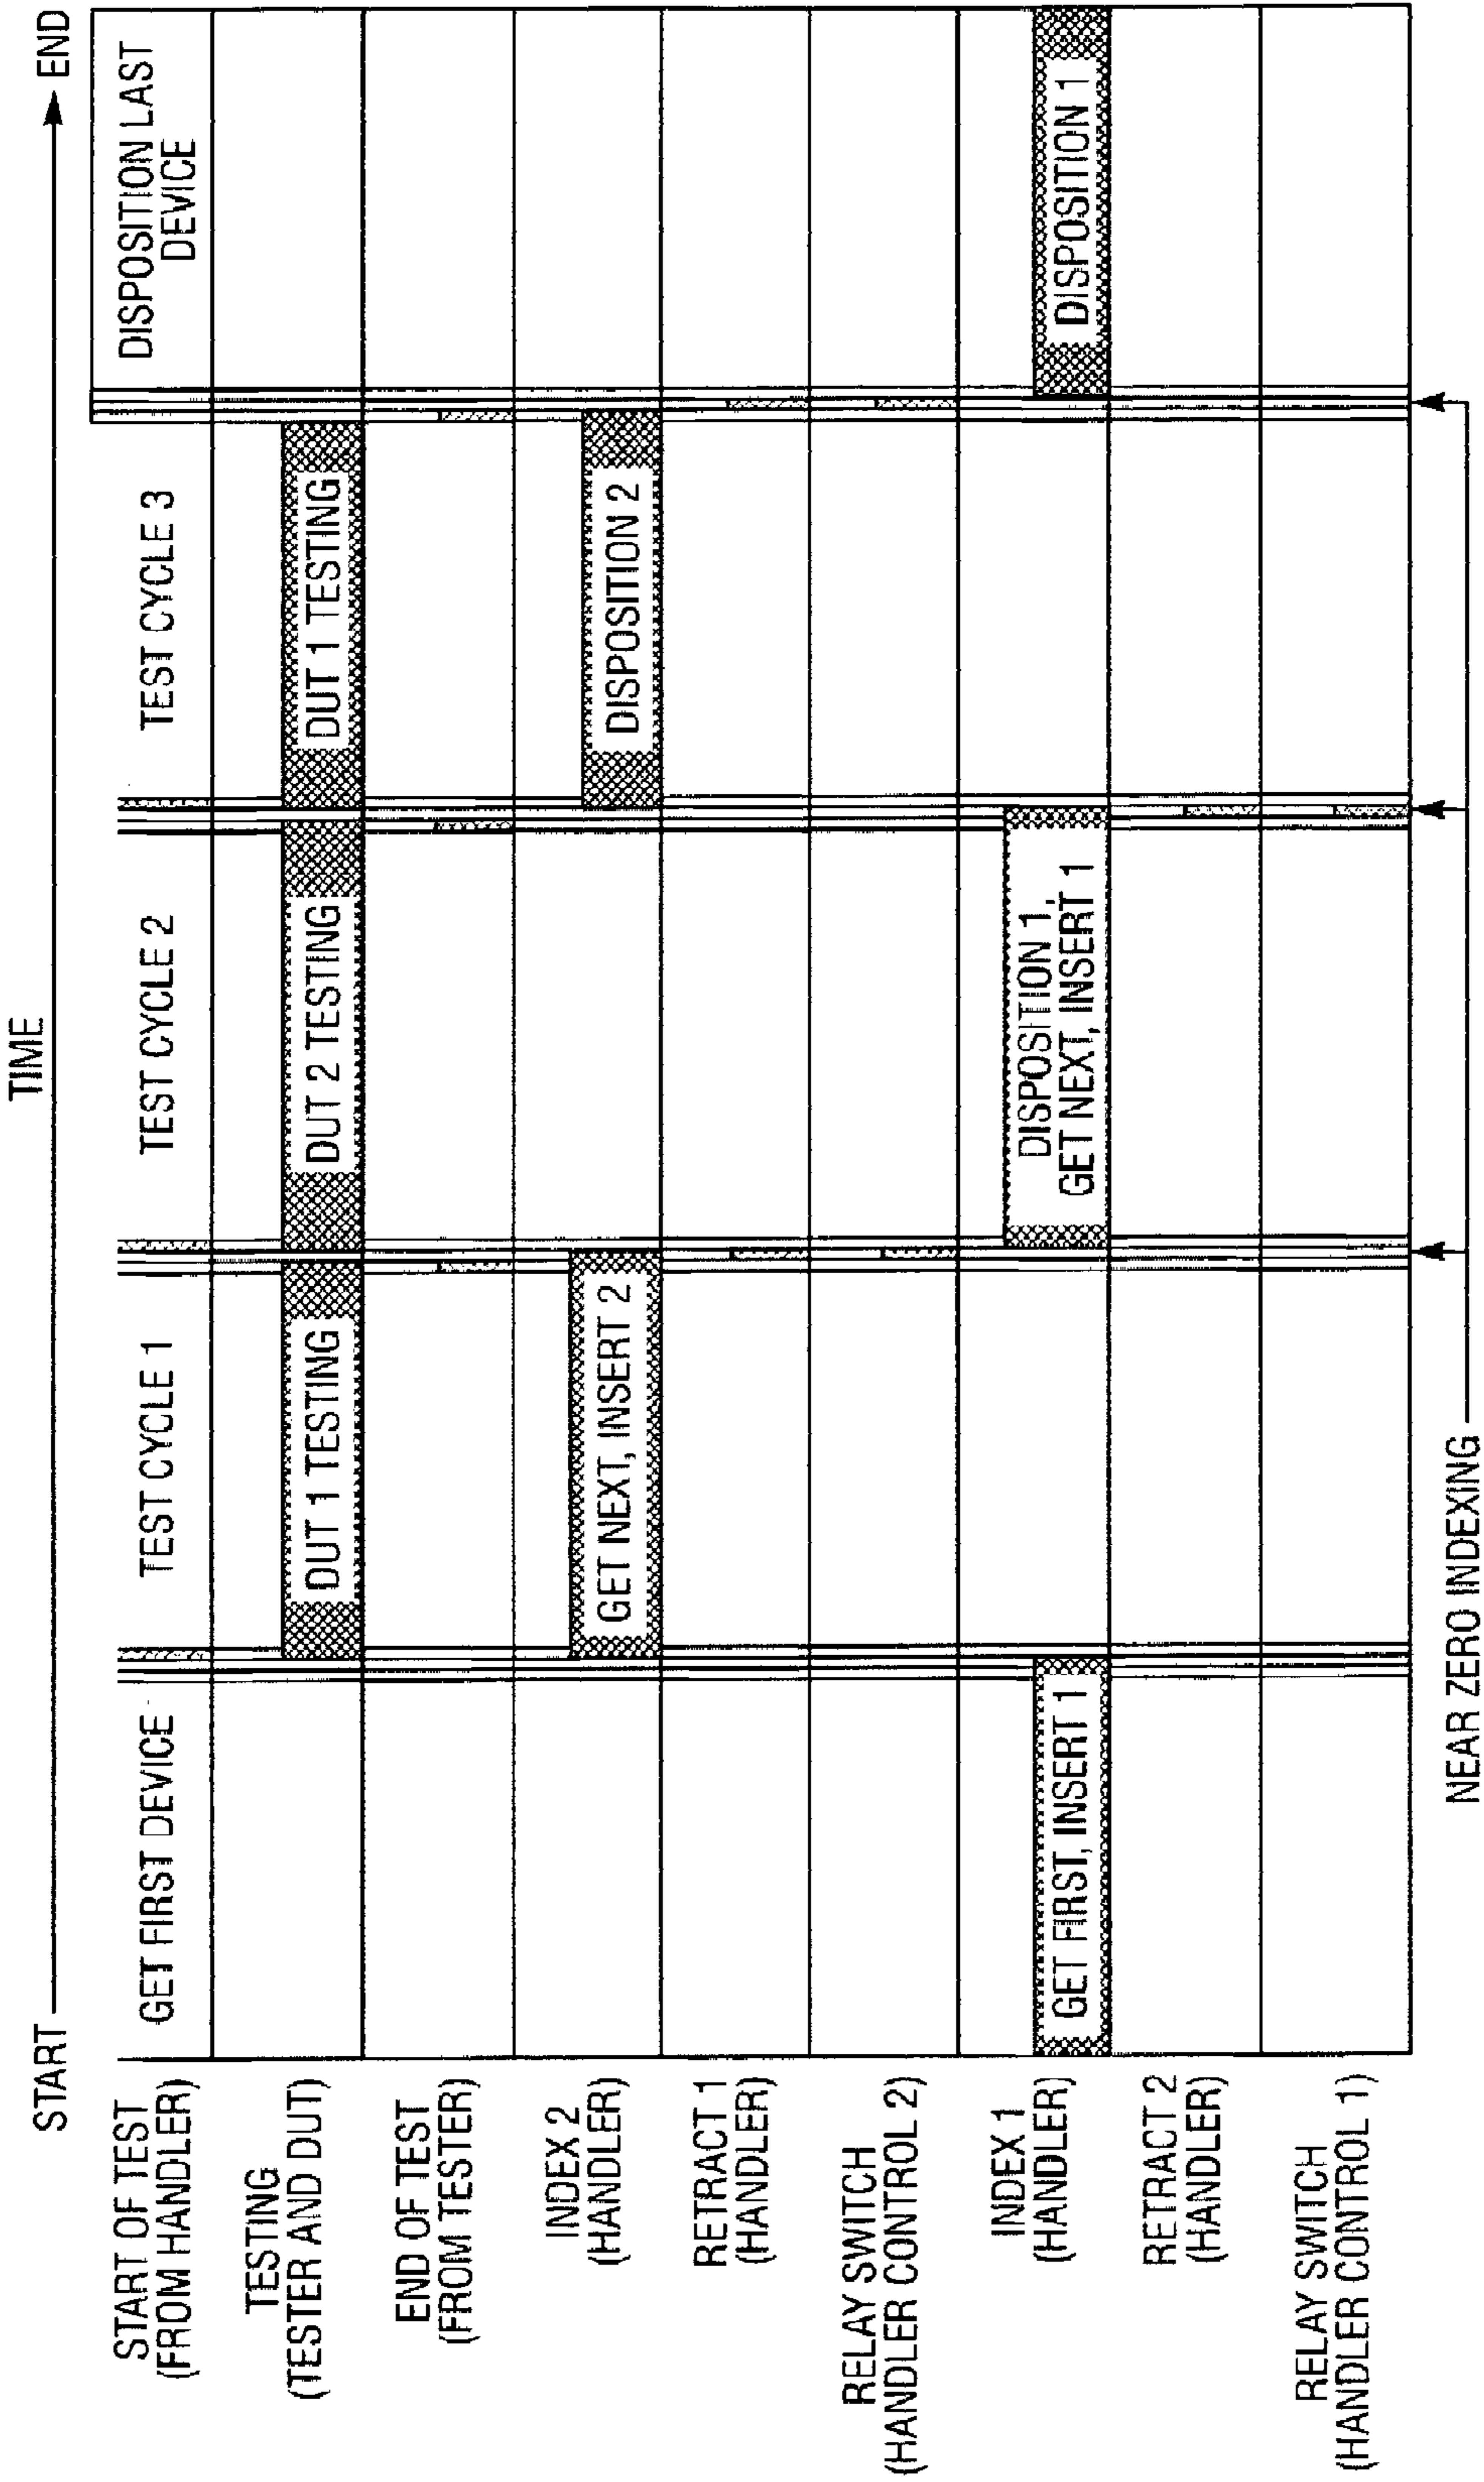 TIME
START
END
START OF TEST
(FROM HANDLER)
GET FIRST DEVICE
TEST CYCLE 1
TEST CYCLE 2
TEST CYCLE 3
DISPOSITION LAST
DEVICE
TESTING
(TESTER AND DUT)
DUT 1 TESTING
DUT 2 TESTING
DUT 1 TESTING
END OF TEST
(FROM TESTER)
INDEX 2
(HANDLER)
GET NEXT, INSERT 2
DISPOSITION 2
RETRACT 1
(HANDLER)
RELAY SWITCH
(HANDLER CONTROL 2)
INDEX 1
(HANDLER)
GET FIRST, INSERT 1
DISPOSITION 1,
GET NEXT, INSERT 1
DISPOSITION 1
RETRACT 2
(HANDLER)
RELAY SWITCH
(HANDLER CONTROL 1)
NEAR ZERO INDEXING